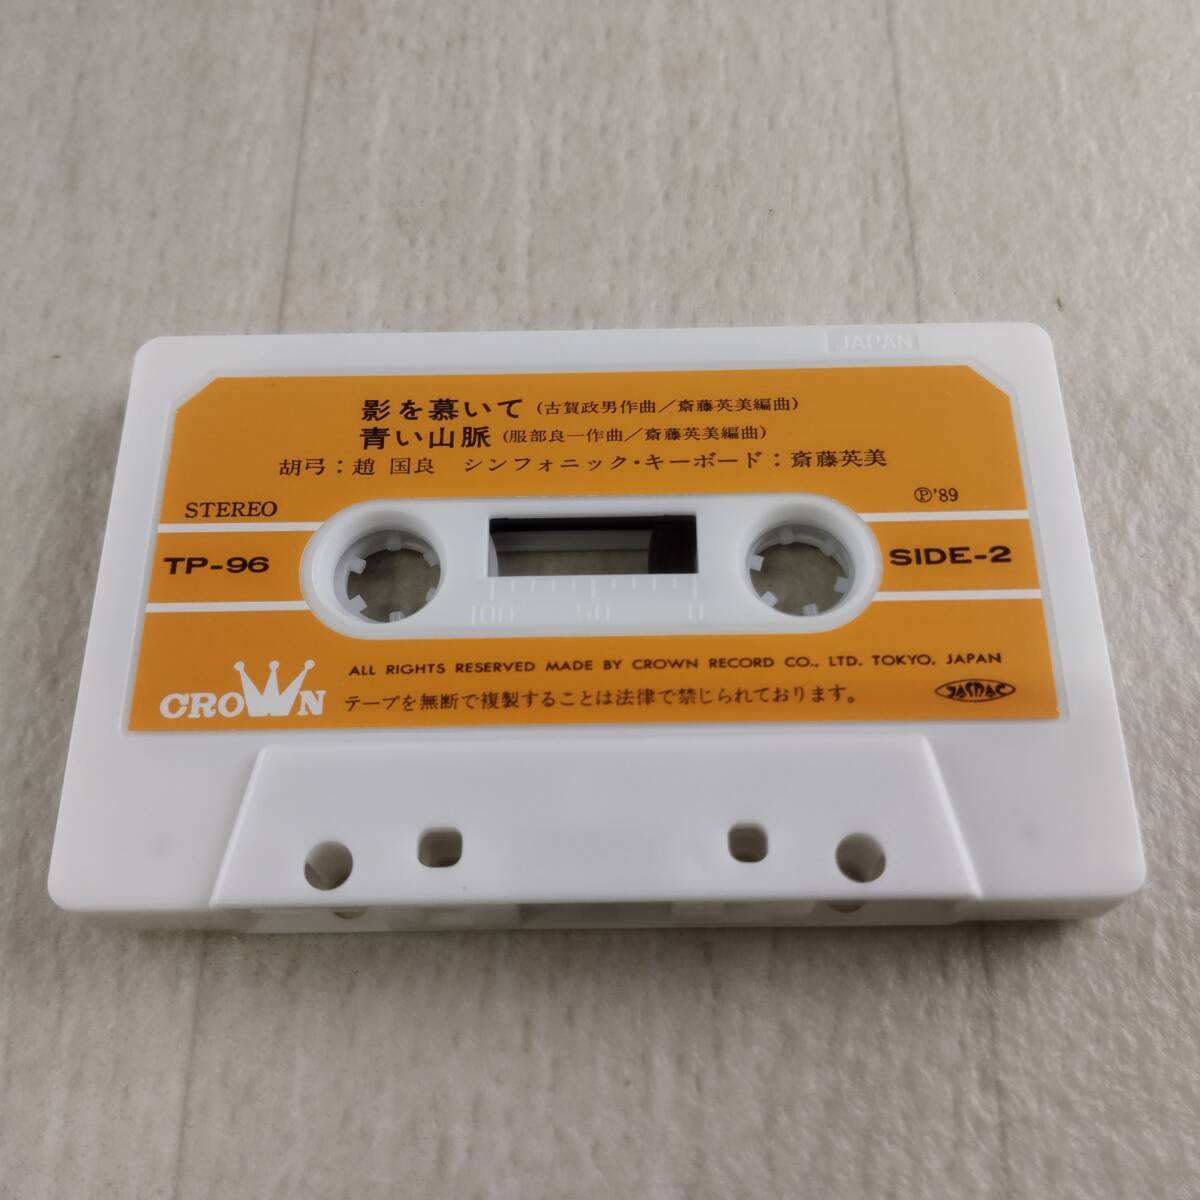 JAPAN
影を慕いて (古賀政男作曲／斎藤英美編曲)
青い山脈 (服部良一作曲／斎藤英美編曲)
胡弓：趙 国良 シンフォニック・キーボード：斎藤英美
STEREO
Ⓟ'89
TP-96
SIDE-2
100 50 0
ALL RIGHTS RESERVED MADE BY CROWN RECORD CO., LTD. TOKYO, JAPAN
CROWN
テープを無断で複製することは法律で禁じられております。
JASRAC